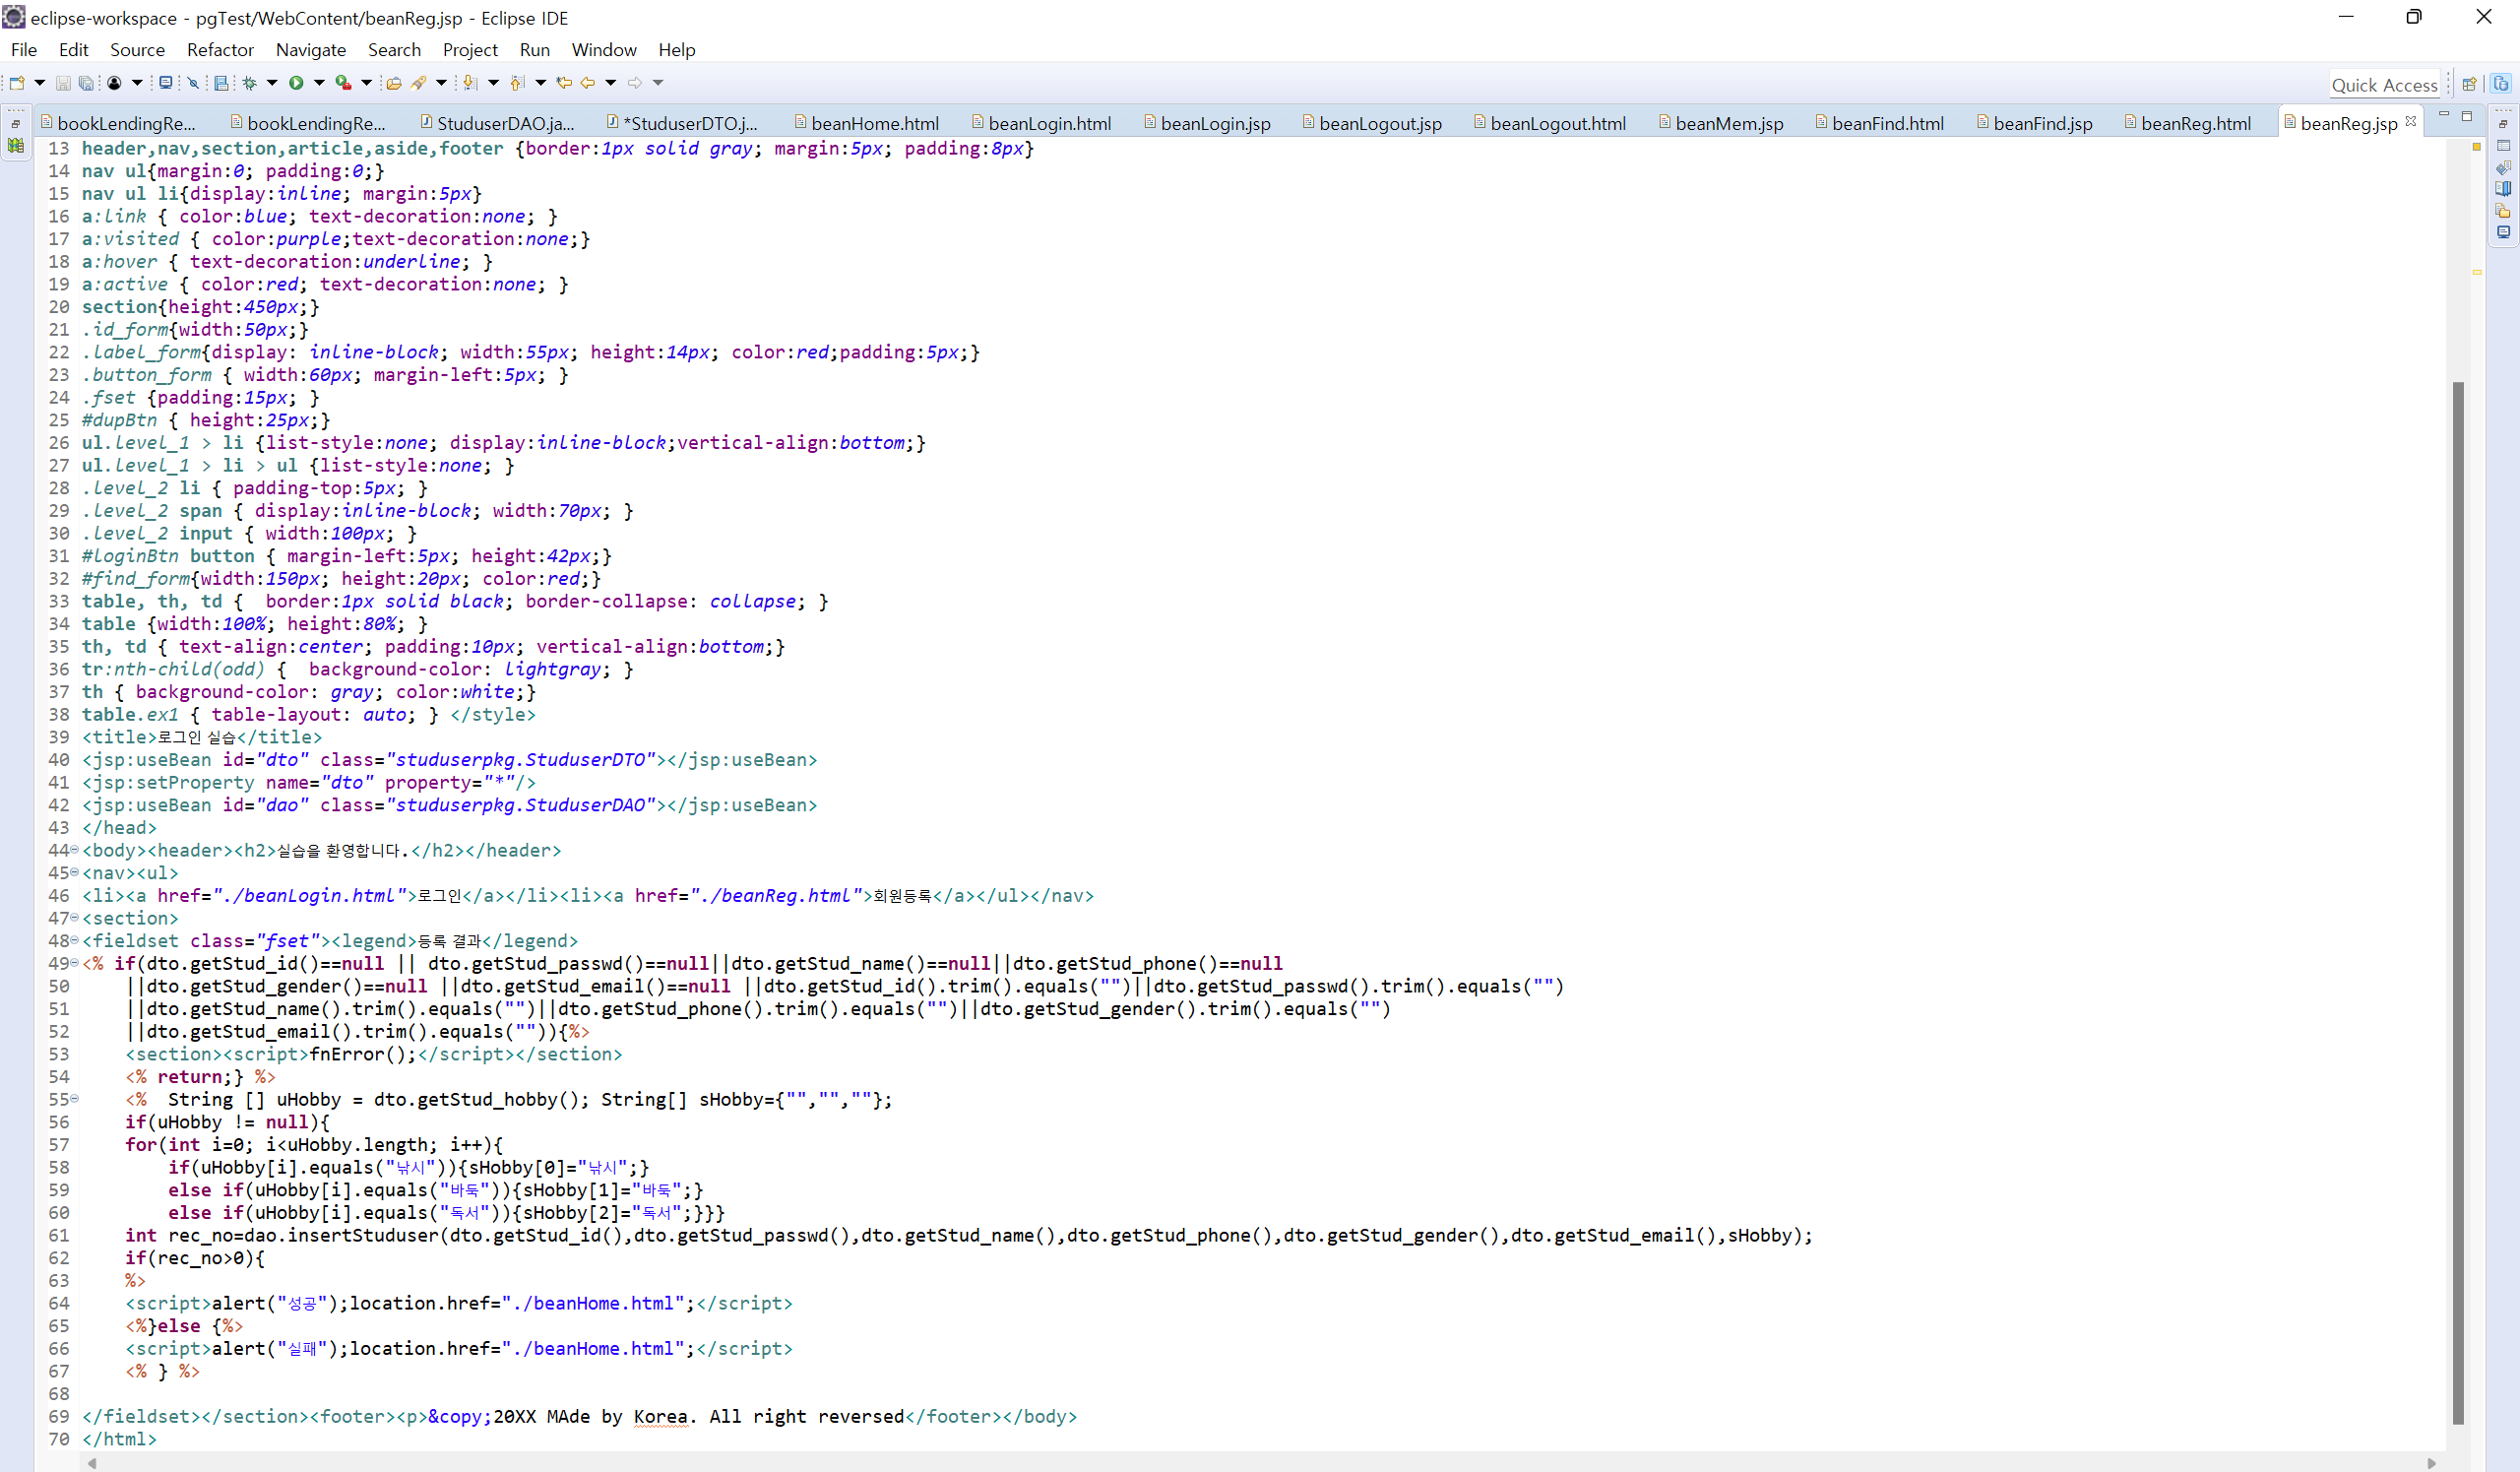 eclipse-workspace - pgTest/WebContent/beanReg.jsp - Eclipse IDE
File Edit Source Refactor Navigate Search Project Run Window Help
Quick Access
bookLendingRe... bookLendingRe... StuduserDAO.ja... *StuduserDTO.j... beanHome.html beanLogin.html beanLogin.jsp beanLogout.jsp beanLogout.html beanMem.jsp beanFind.html beanFind.jsp beanReg.html beanReg.jsp
13 header,nav,section,article,aside,footer {border:1px solid gray; margin:5px; padding:8px}
14 nav ul{margin:0; padding:0;}
15 nav ul li{display:inline; margin:5px}
16 a:link { color:blue; text-decoration:none; }
17 a:visited { color:purple;text-decoration:none;}
18 a:hover { text-decoration:underline; }
19 a:active { color:red; text-decoration:none; }
20 section{height:450px;}
21 .id_form{width:50px;}
22 .label_form{display: inline-block; width:55px; height:14px; color:red;padding:5px;}
23 .button_form { width:60px; margin-left:5px; }
24 .fset {padding:15px; }
25 #dupBtn { height:25px;}
26 ul.level_1 > li {list-style:none; display:inline-block;vertical-align:bottom;}
27 ul.level_1 > li > ul {list-style:none; }
28 .level_2 li { padding-top:5px; }
29 .level_2 span { display:inline-block; width:70px; }
30 .level_2 input { width:100px; }
31 #loginBtn button { margin-left:5px; height:42px;}
32 #find_form{width:150px; height:20px; color:red;}
33 table, th, td {  border:1px solid black; border-collapse: collapse; }
34 table {width:100%; height:80%; }
35 th, td { text-align:center; padding:10px; vertical-align:bottom;}
36 tr:nth-child(odd) {  background-color: lightgray; }
37 th { background-color: gray; color:white;}
38 table.ex1 { table-layout: auto; } </style>
39 <title>로그인 실습</title>
40 <jsp:useBean id="dto" class="studuserpkg.StuduserDTO"></jsp:useBean>
41 <jsp:setProperty name="dto" property="*"/>
42 <jsp:useBean id="dao" class="studuserpkg.StuduserDAO"></jsp:useBean>
43 </head>
44 <body><header><h2>실습을 환영합니다.</h2></header>
45 <nav><ul>
46 <li><a href="./beanLogin.html">로그인</a></li><li><a href="./beanReg.html">회원등록</a></ul></nav>
47 <section>
48 <fieldset class="fset"><legend>등록 결과</legend>
49 <% if(dto.getStud_id()==null || dto.getStud_passwd()==null||dto.getStud_name()==null||dto.getStud_phone()==null
50 ||dto.getStud_gender()==null ||dto.getStud_email()==null ||dto.getStud_id().trim().equals("")||dto.getStud_passwd().trim().equals("")
51 ||dto.getStud_name().trim().equals("")||dto.getStud_phone().trim().equals("")||dto.getStud_gender().trim().equals("")
52 ||dto.getStud_email().trim().equals("")){%>
53 <section><script>fnError();</script></section>
54 <% return;} %>
55 <%  String [] uHobby = dto.getStud_hobby(); String[] sHobby={"","",""};
56 if(uHobby != null){
57 for(int i=0; i<uHobby.length; i++){
58 if(uHobby[i].equals("낚시")){sHobby[0]="낚시";}
59 else if(uHobby[i].equals("바둑")){sHobby[1]="바둑";}
60 else if(uHobby[i].equals("독서")){sHobby[2]="독서";}}}
61 int rec_no=dao.insertStuduser(dto.getStud_id(),dto.getStud_passwd(),dto.getStud_name(),dto.getStud_phone(),dto.getStud_gender(),dto.getStud_email(),sHobby);
62 if(rec_no>0){
63 %>
64 <script>alert("성공");location.href="./beanHome.html";</script>
65 <%}else {%>
66 <script>alert("실패");location.href="./beanHome.html";</script>
67 <% } %>
68
69 </fieldset></section><footer><p>&copy;20XX MAde by Korea. All right reversed</footer></body>
70 </html>